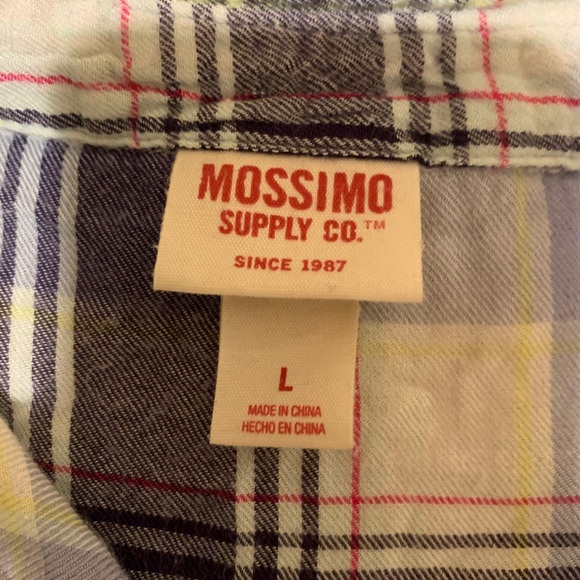 MOSSIMO
SUPPLY CO.™
SINCE 1987
L
MADE IN CHINA
HECHO EN CHINA